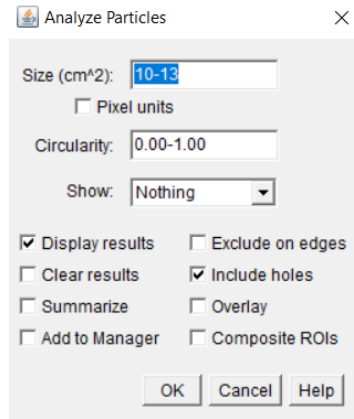 Analyze Particles
Size (cm^2): 10-13
Pixel units
Circularity: 0.00-1.00
Show: Nothing
Display results Exclude on edges
Clear results Include holes
Summarize Overlay
Add to Manager Composite ROIs
OK Cancel Help